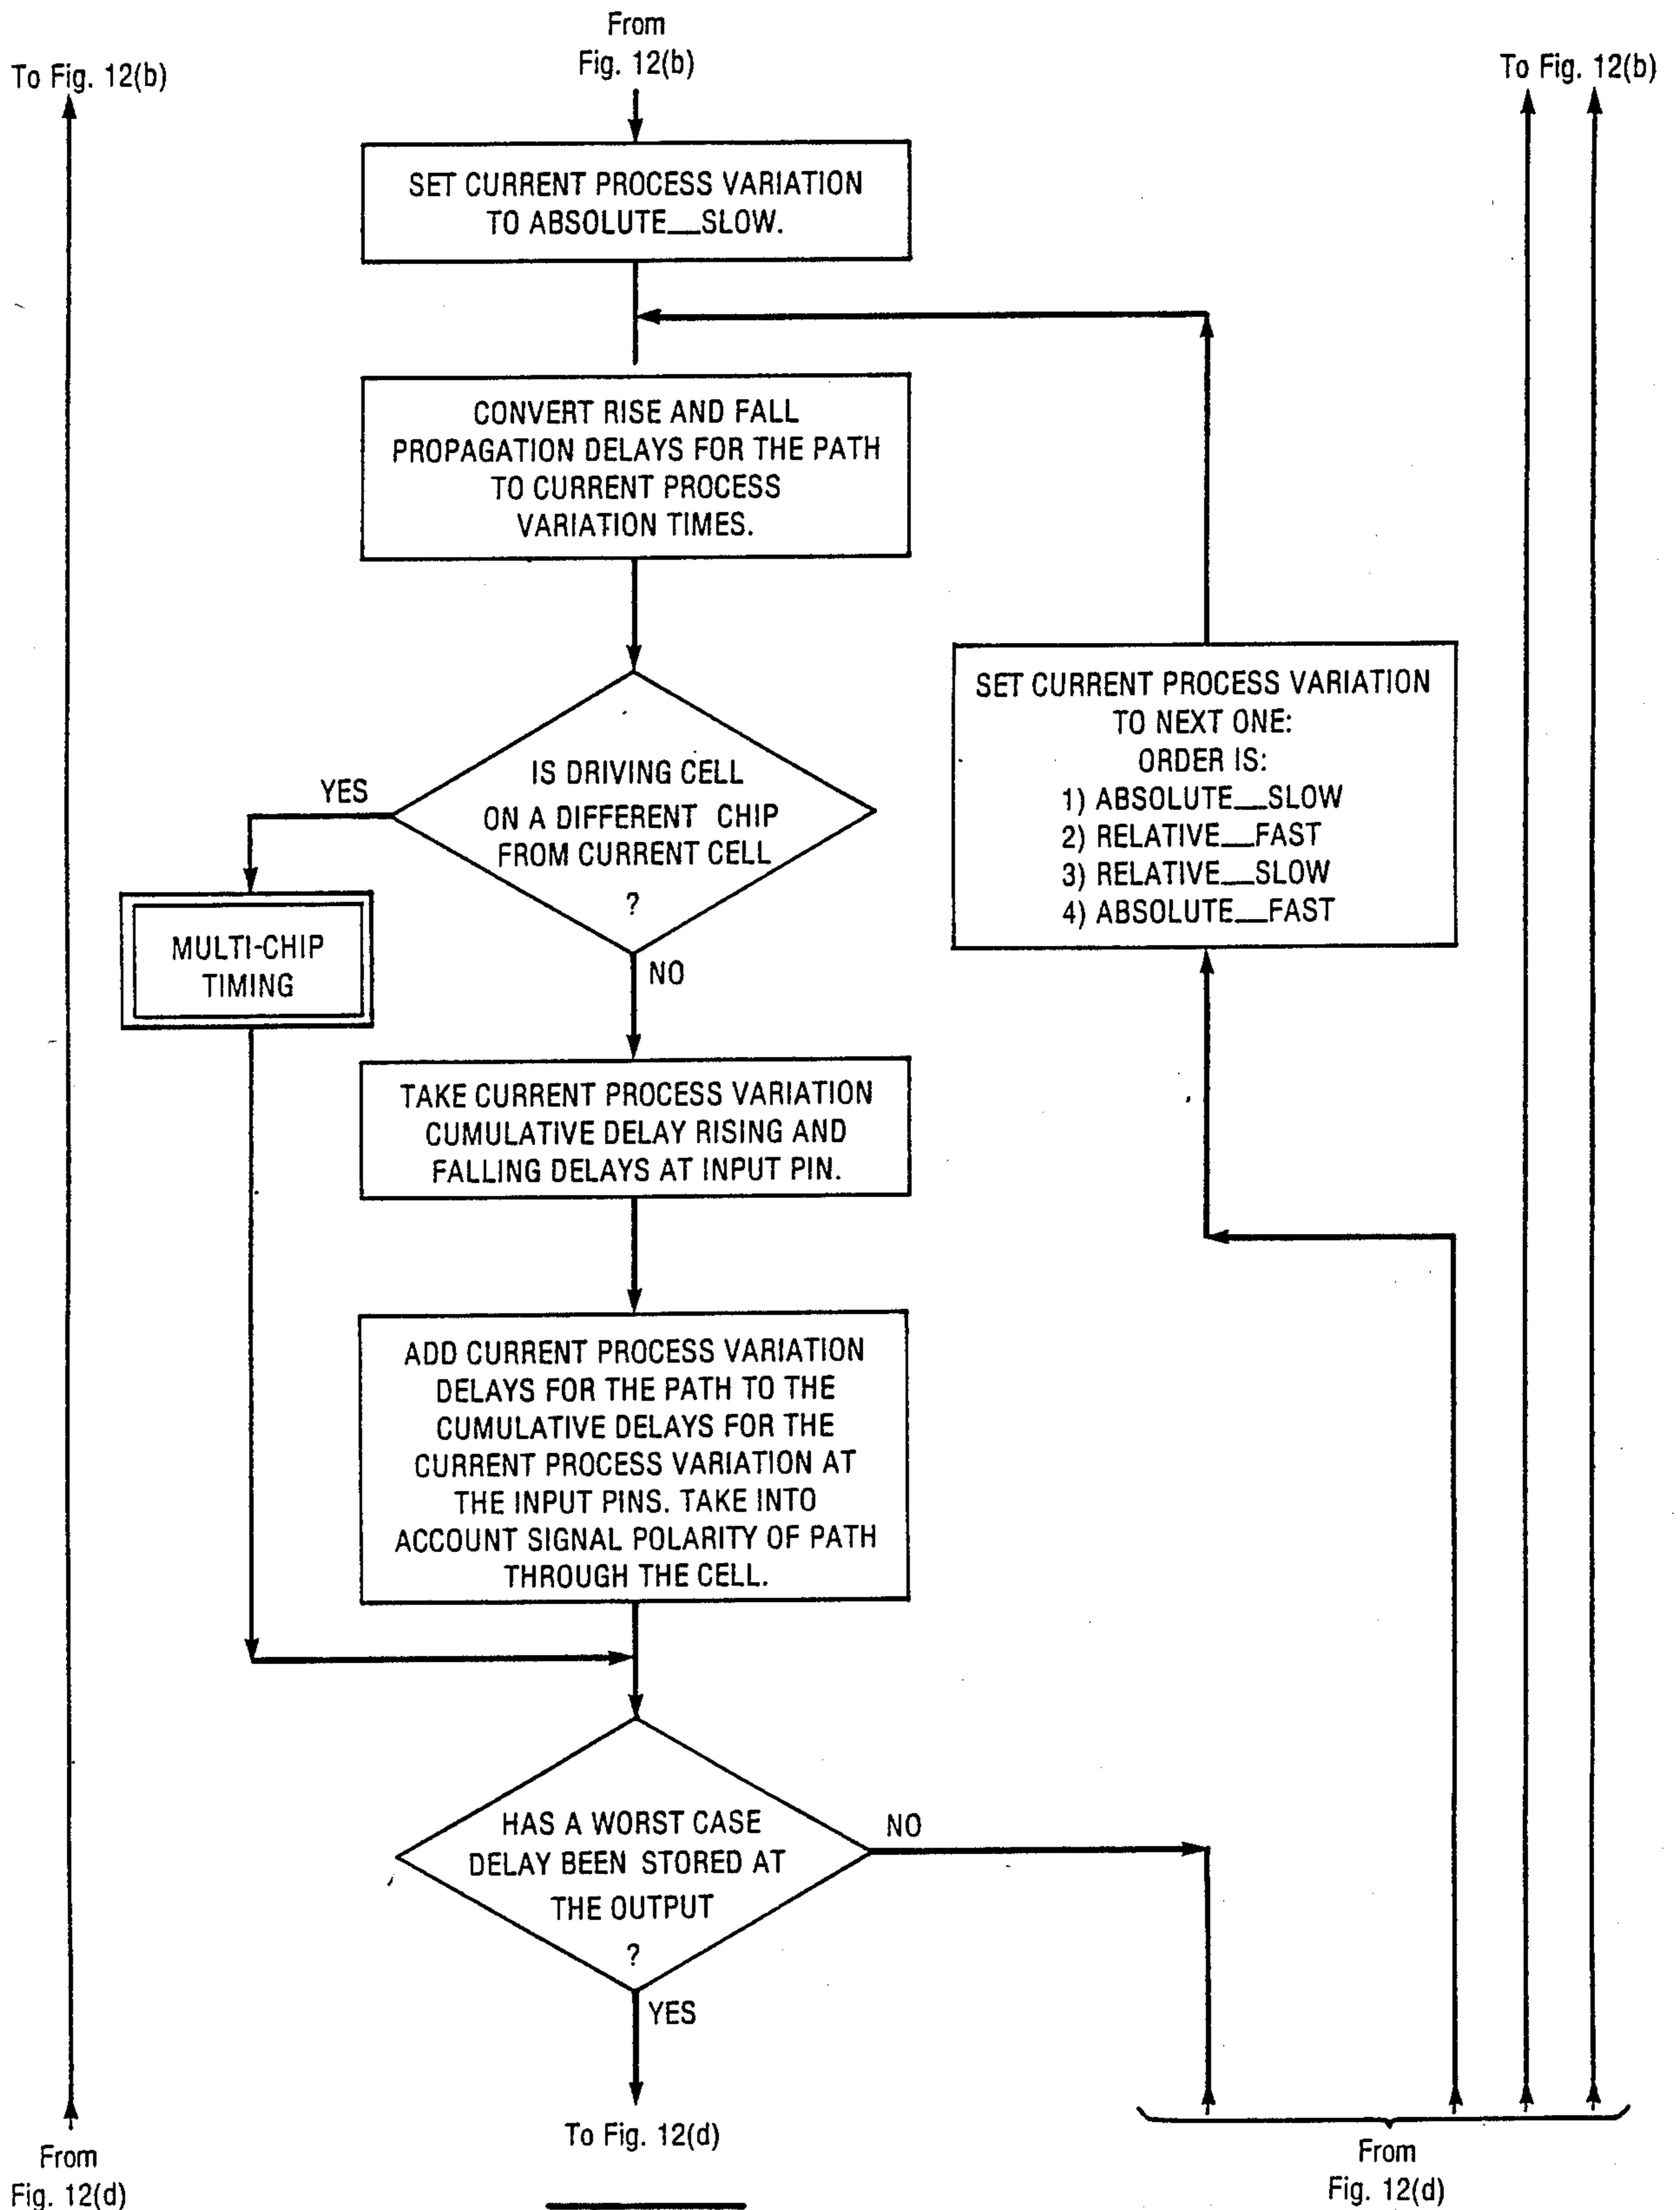 From
Fig. 12(b)
To Fig. 12(b)
To Fig. 12(b)
SET CURRENT PROCESS VARIATION
TO ABSOLUTE__SLOW.
CONVERT RISE AND FALL
PROPAGATION DELAYS FOR THE PATH
TO CURRENT PROCESS
VARIATION TIMES.
SET CURRENT PROCESS VARIATION
TO NEXT ONE:
ORDER IS:
1) ABSOLUTE__SLOW
2) RELATIVE__FAST
3) RELATIVE__SLOW
4) ABSOLUTE__FAST
IS DRIVING CELL
ON A DIFFERENT CHIP
FROM CURRENT CELL
?
YES
NO
MULTI-CHIP
TIMING
TAKE CURRENT PROCESS VARIATION
CUMULATIVE DELAY RISING AND
FALLING DELAYS AT INPUT PIN.
ADD CURRENT PROCESS VARIATION
DELAYS FOR THE PATH TO THE
CUMULATIVE DELAYS FOR THE
CURRENT PROCESS VARIATION AT
THE INPUT PINS. TAKE INTO
ACCOUNT SIGNAL POLARITY OF PATH
THROUGH THE CELL.
HAS A WORST CASE
DELAY BEEN STORED AT
THE OUTPUT
?
NO
YES
To Fig. 12(d)
From
Fig. 12(d)
From
Fig. 12(d)